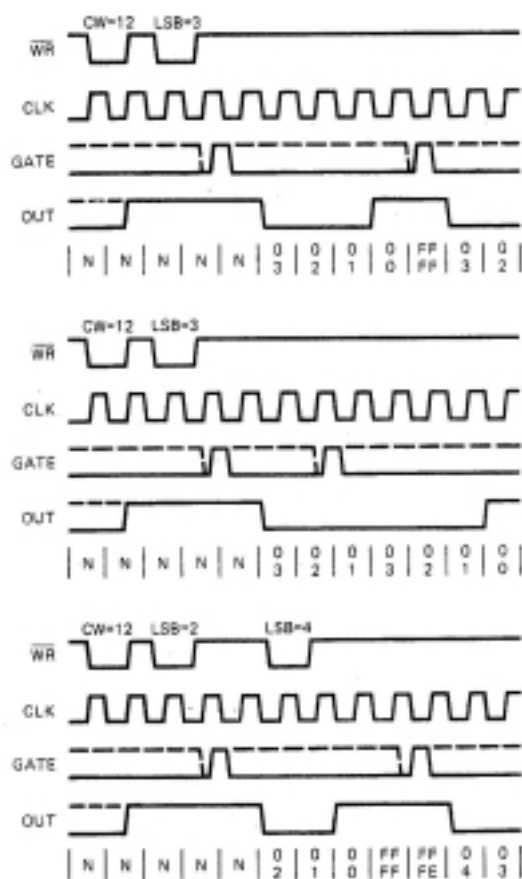 CW=12 LSB=3
WR
CLK
GATE
OUT
| N | N | N | N | N | 0 3 | 0 2 | 0 1 | 0 0 | FF FF | 0 3 | 0 2 |
CW=12 LSB=3
WR
CLK
GATE
OUT
| N | N | N | N | N | 0 3 | 0 2 | 0 1 | 0 3 | 0 2 | 0 1 | 0 0 |
CW=12 LSB=2 LSB=4
WR
CLK
GATE
OUT
| N | N | N | N | N | 0 2 | 0 1 | 0 0 | FF FF | FF FE | 0 4 | 0 3 |